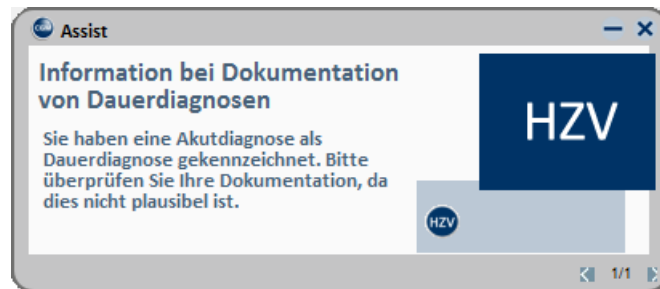 CGM Assist
Information bei Dokumentation
von Dauerdiagnosen
HZV
Sie haben eine Akutdiagnose als
Dauerdiagnose gekennzeichnet. Bitte
überprüfen Sie Ihre Dokumentation, da
dies nicht plausibel ist.
HZV
1/1